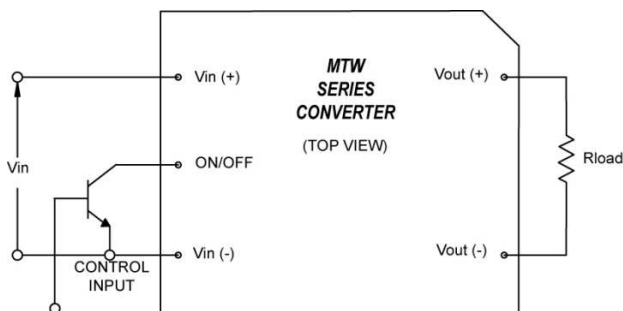 MTW
SERIES
CONVERTER
(TOP VIEW)
Vin (+)
Vout (+)
Vin
ON/OFF
Rload
Vin (-)
Vout (-)
CONTROL
INPUT